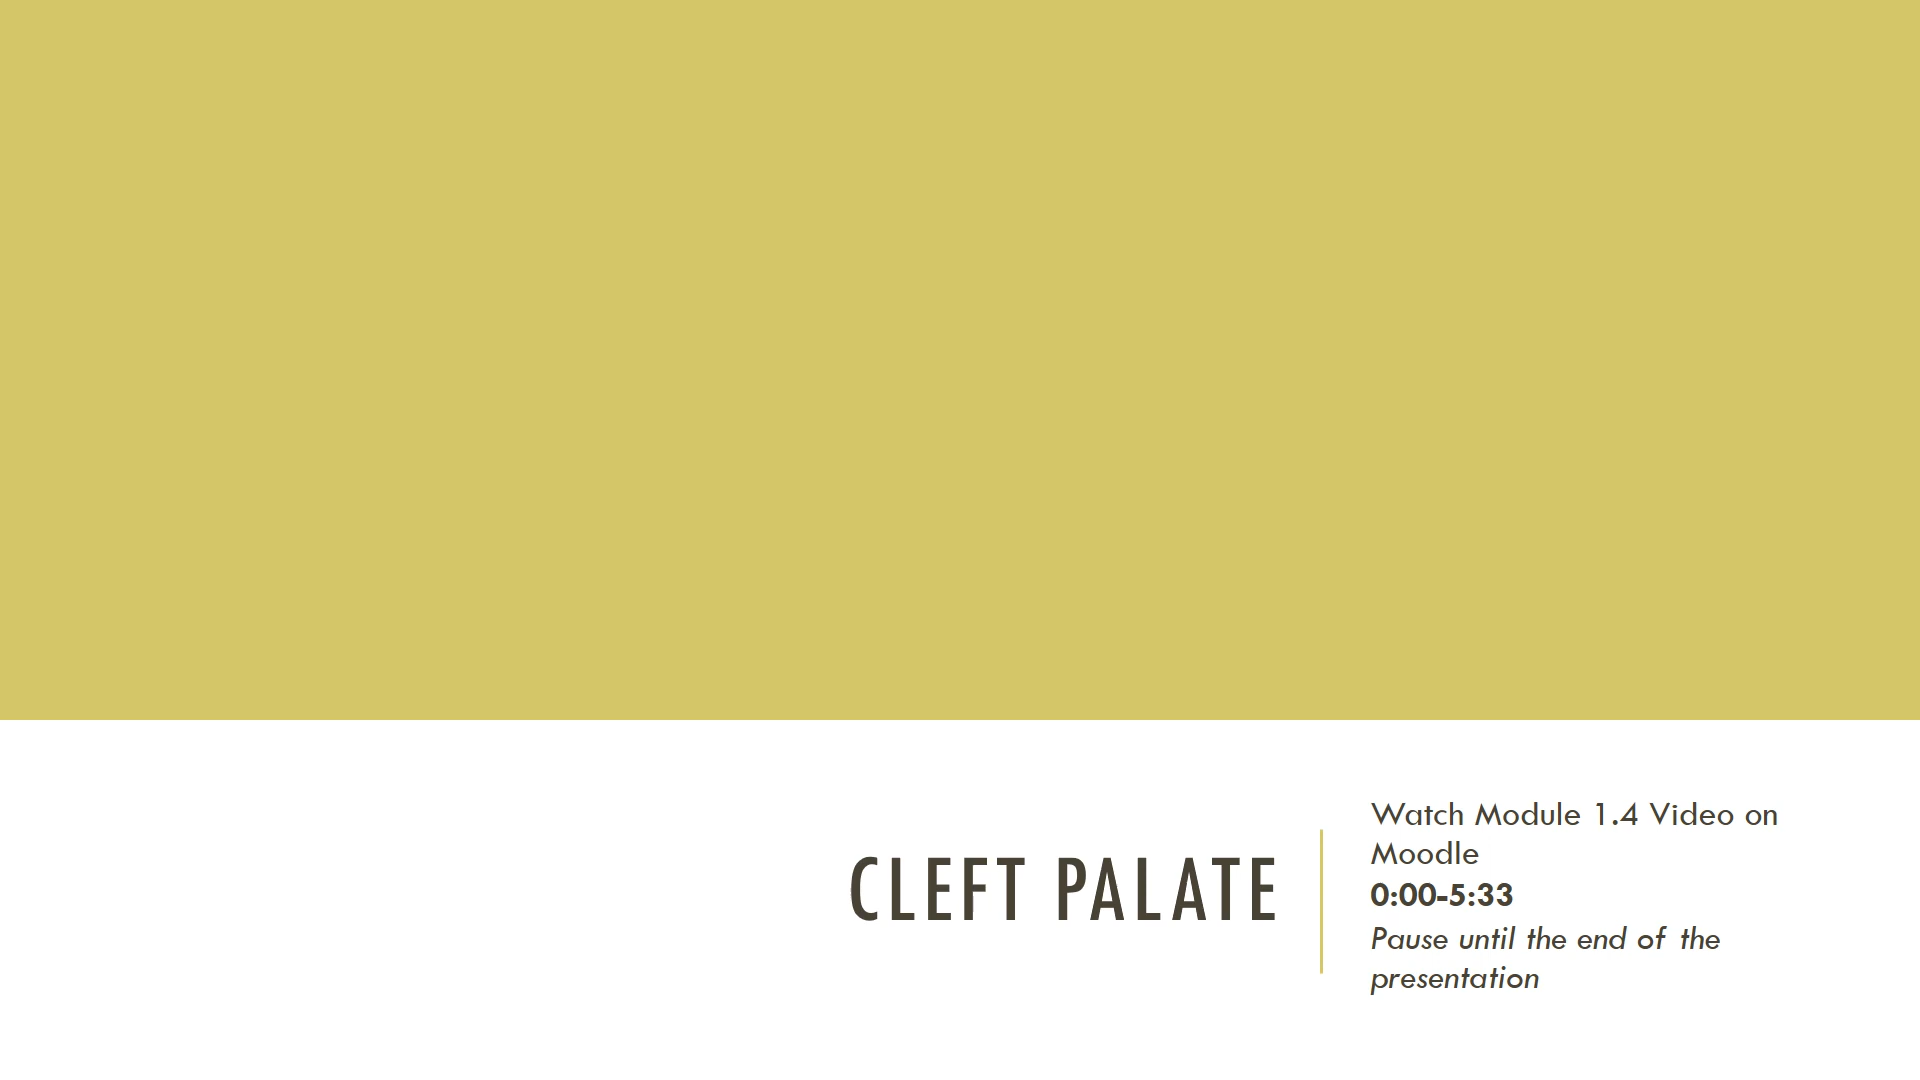 CLEFT PALATE
Watch Module 1.4 Video on
Moodle
0:00-5:33
Pause until the end of the
presentation